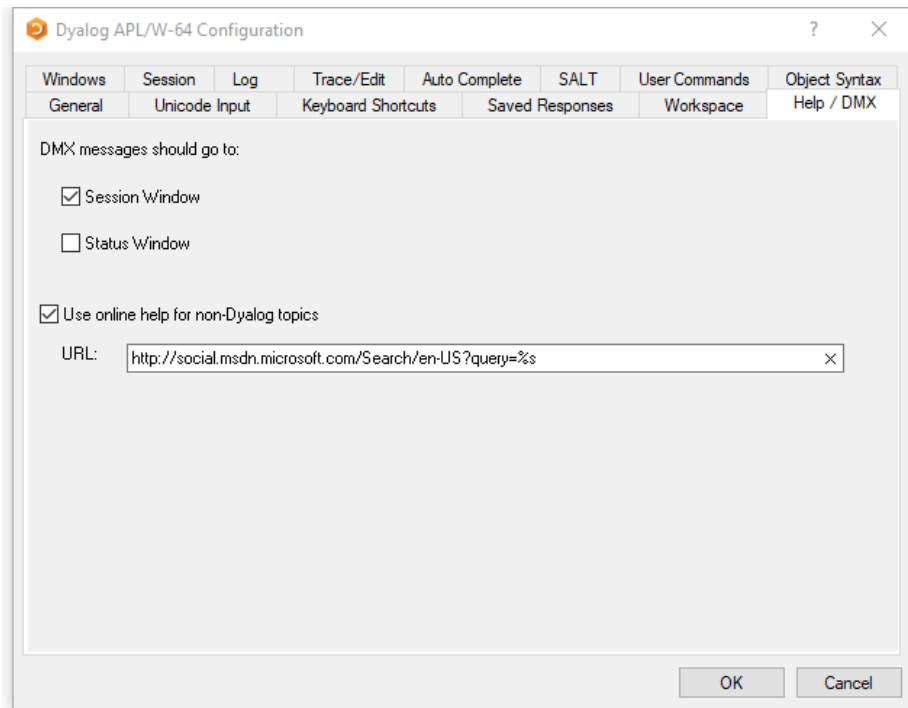 Dyalog APL/W-64 Configuration ?
Windows Session Log Trace/Edit Auto Complete SALT User Commands Object Syntax
General Unicode Input Keyboard Shortcuts Saved Responses Workspace Help / DMX
DMX messages should go to:
Session Window
Status Window
Use online help for non-Dyalog topics
URL: http://social.msdn.microsoft.com/Search/en-US?query=%s
OK Cancel